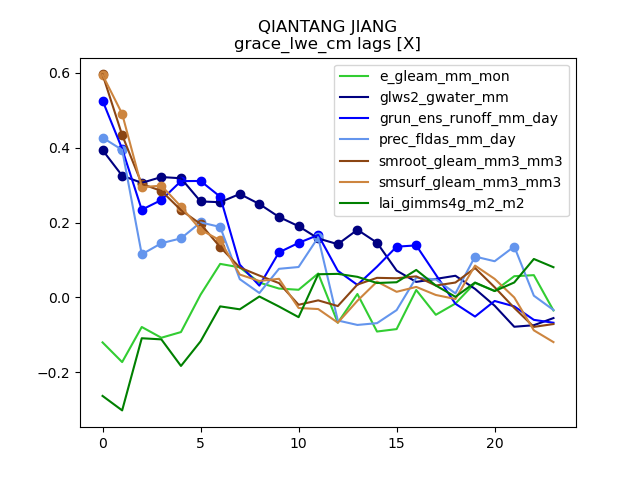 QIANTANG JIANG
grace_lwe_cm lags [X]
0.6
0.4
0.2
0.0
−0.2
0
5
10
15
20
e_gleam_mm_mon
glws2_gwater_mm
grun_ens_runoff_mm_day
prec_fldas_mm_day
smroot_gleam_mm3_mm3
smsurf_gleam_mm3_mm3
lai_gimms4g_m2_m2